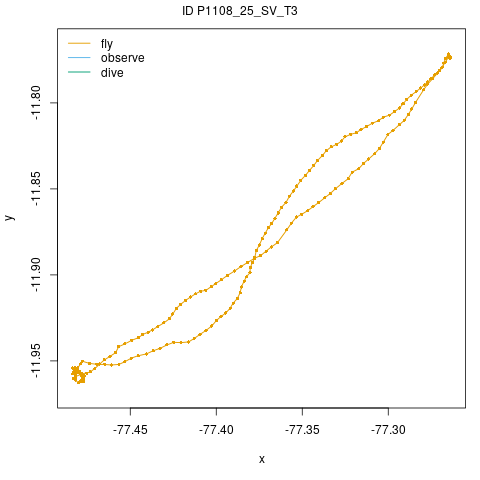 ID P1108_25_SV_T3
fly
observe
dive
-11.80
-11.85
-11.90
-11.95
y
-77.45 -77.40 -77.35 -77.30
x